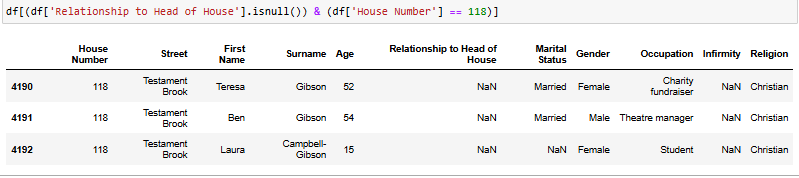 df[(df['Relationship to Head of House'].isnull()) & (df['House Number'] == 118)]
House Number Street First Name Surname Age Relationship to Head of House Marital Status Gender Occupation Infirmity Religion
4190 118 Testament Brook Teresa Gibson 52 NaN Married Female Charity fundraiser NaN Christian
4191 118 Testament Brook Ben Gibson 54 NaN Married Male Theatre manager NaN Christian
4192 118 Testament Brook Laura Campbell-Gibson 15 NaN NaN Female Student NaN Christian